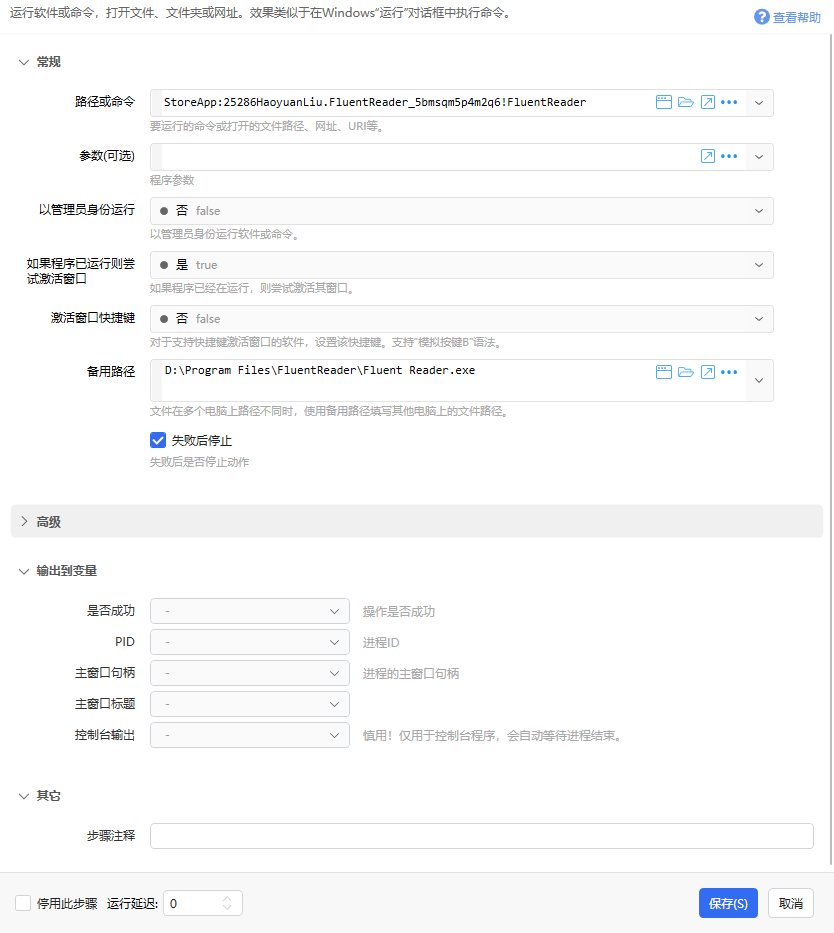 运行软件或命令，打开文件、文件夹或网址。效果类似于在Windows“运行”对话框中执行命令。
查看帮助
常规
路径或命令
StoreApp:25286HaoyuanLiu.FluentReader_5bmsqm5p4m2q6!FluentReader
要运行的命令或打开的文件路径、网址、URI等。
参数(可选)
程序参数
以管理员身份运行
否 false
以管理员身份运行软件或命令。
如果程序已运行则尝
试激活窗口
是 true
如果程序已经在运行，则尝试激活其窗口。
激活窗口快捷键
否 false
对于支持快捷键激活窗口的软件，设置该快捷键。支持“模拟按键B”语法。
备用路径
D:\Program Files\FluentReader\Fluent Reader.exe
文件在多个电脑上路径不同时，使用备用路径填写其他电脑上的文件路径。
失败后停止
失败后是否停止动作
高级
输出到变量
是否成功 - 操作是否成功
PID - 进程ID
主窗口句柄 - 进程的主窗口句柄
主窗口标题 -
控制台输出 - 慎用！仅用于控制台程序，会自动等待进程结束。
其它
步骤注释
停用此步骤 运行延迟: 0 保存(S) 取消